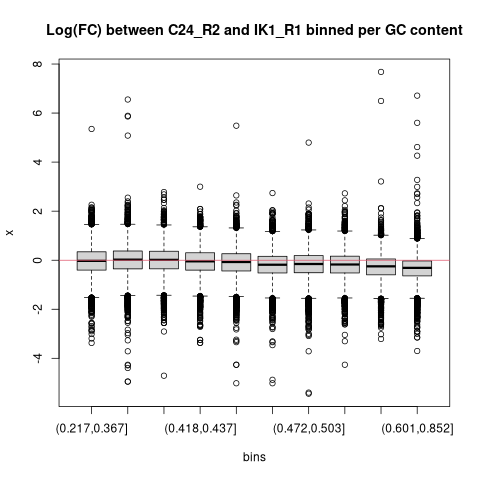 Log(FC) between C24_R2 and IK1_R1 binned per GC content
8
6
4
2
0
-2
-4
x
(0.217,0.367] (0.418,0.437] (0.472,0.503] (0.601,0.852]
bins